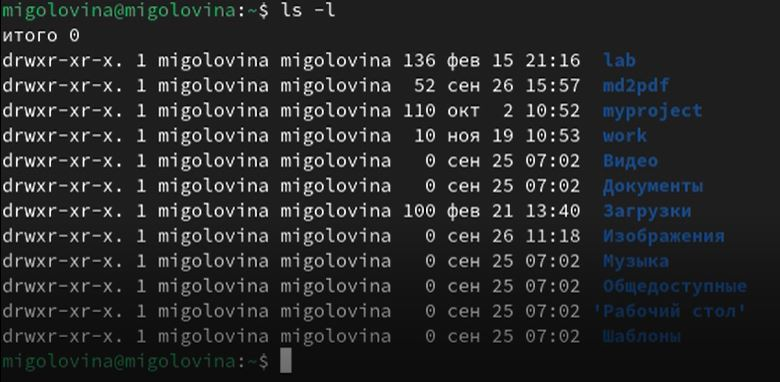 migolovina@migolovina:~$ ls -l
итого 0
drwxr-xr-x. 1 migolovina migolovina 136 фев 15 21:16 lab
drwxr-xr-x. 1 migolovina migolovina 52 сен 26 15:57 md2pdf
drwxr-xr-x. 1 migolovina migolovina 110 окт 2 10:52 myproject
drwxr-xr-x. 1 migolovina migolovina 10 ноя 19 10:53 work
drwxr-xr-x. 1 migolovina migolovina 0 сен 25 07:02 Видео
drwxr-xr-x. 1 migolovina migolovina 0 сен 25 07:02 Документы
drwxr-xr-x. 1 migolovina migolovina 100 фев 21 13:40 Загрузки
drwxr-xr-x. 1 migolovina migolovina 0 сен 26 11:18 Изображения
drwxr-xr-x. 1 migolovina migolovina 0 сен 25 07:02 Музыка
drwxr-xr-x. 1 migolovina migolovina 0 сен 25 07:02 Общедоступные
drwxr-xr-x. 1 migolovina migolovina 0 сен 25 07:02 'Рабочий стол'
drwxr-xr-x. 1 migolovina migolovina 0 сен 25 07:02 Шаблоны
migolovina@migolovina:~$